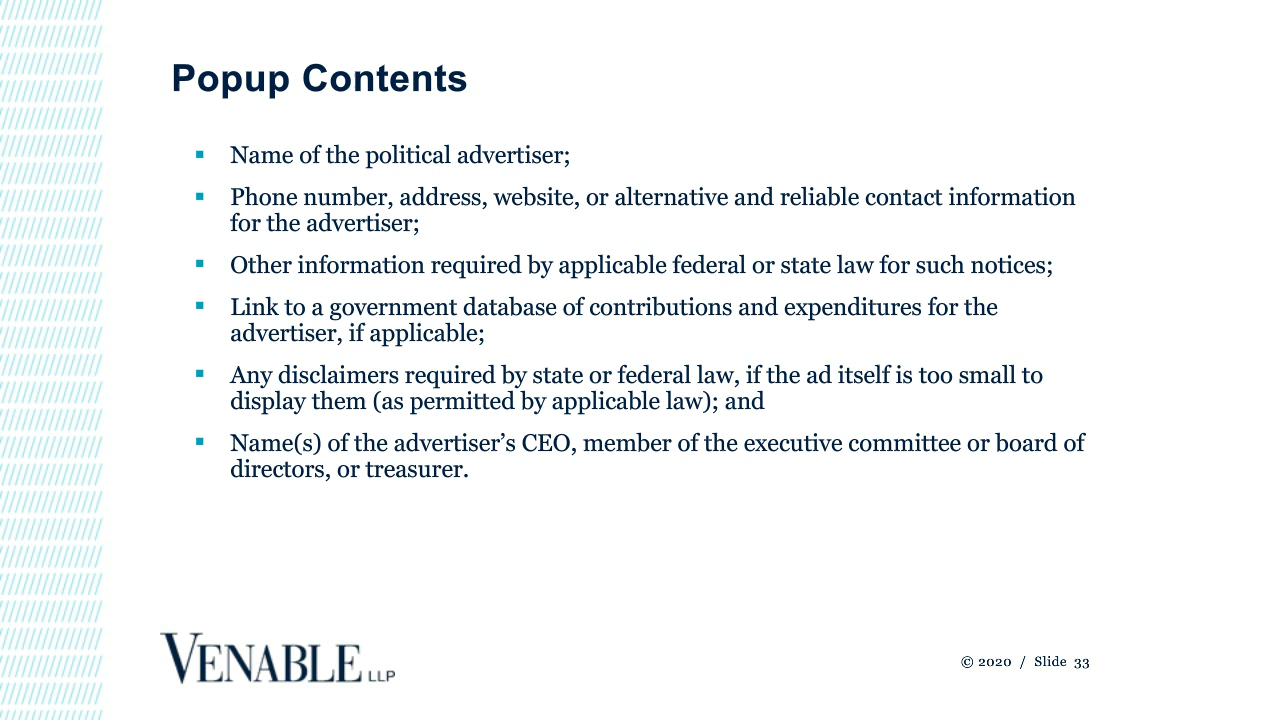 Popup Contents
▪ Name of the political advertiser;
▪ Phone number, address, website, or alternative and reliable contact information
for the advertiser;
▪ Other information required by applicable federal or state law for such notices;
▪ Link to a government database of contributions and expenditures for the
advertiser, if applicable;
▪ Any disclaimers required by state or federal law, if the ad itself is too small to
display them (as permitted by applicable law); and
▪ Name(s) of the advertiser’s CEO, member of the executive committee or board of
directors, or treasurer.
VENABLE LLP
© 2020 / Slide 33